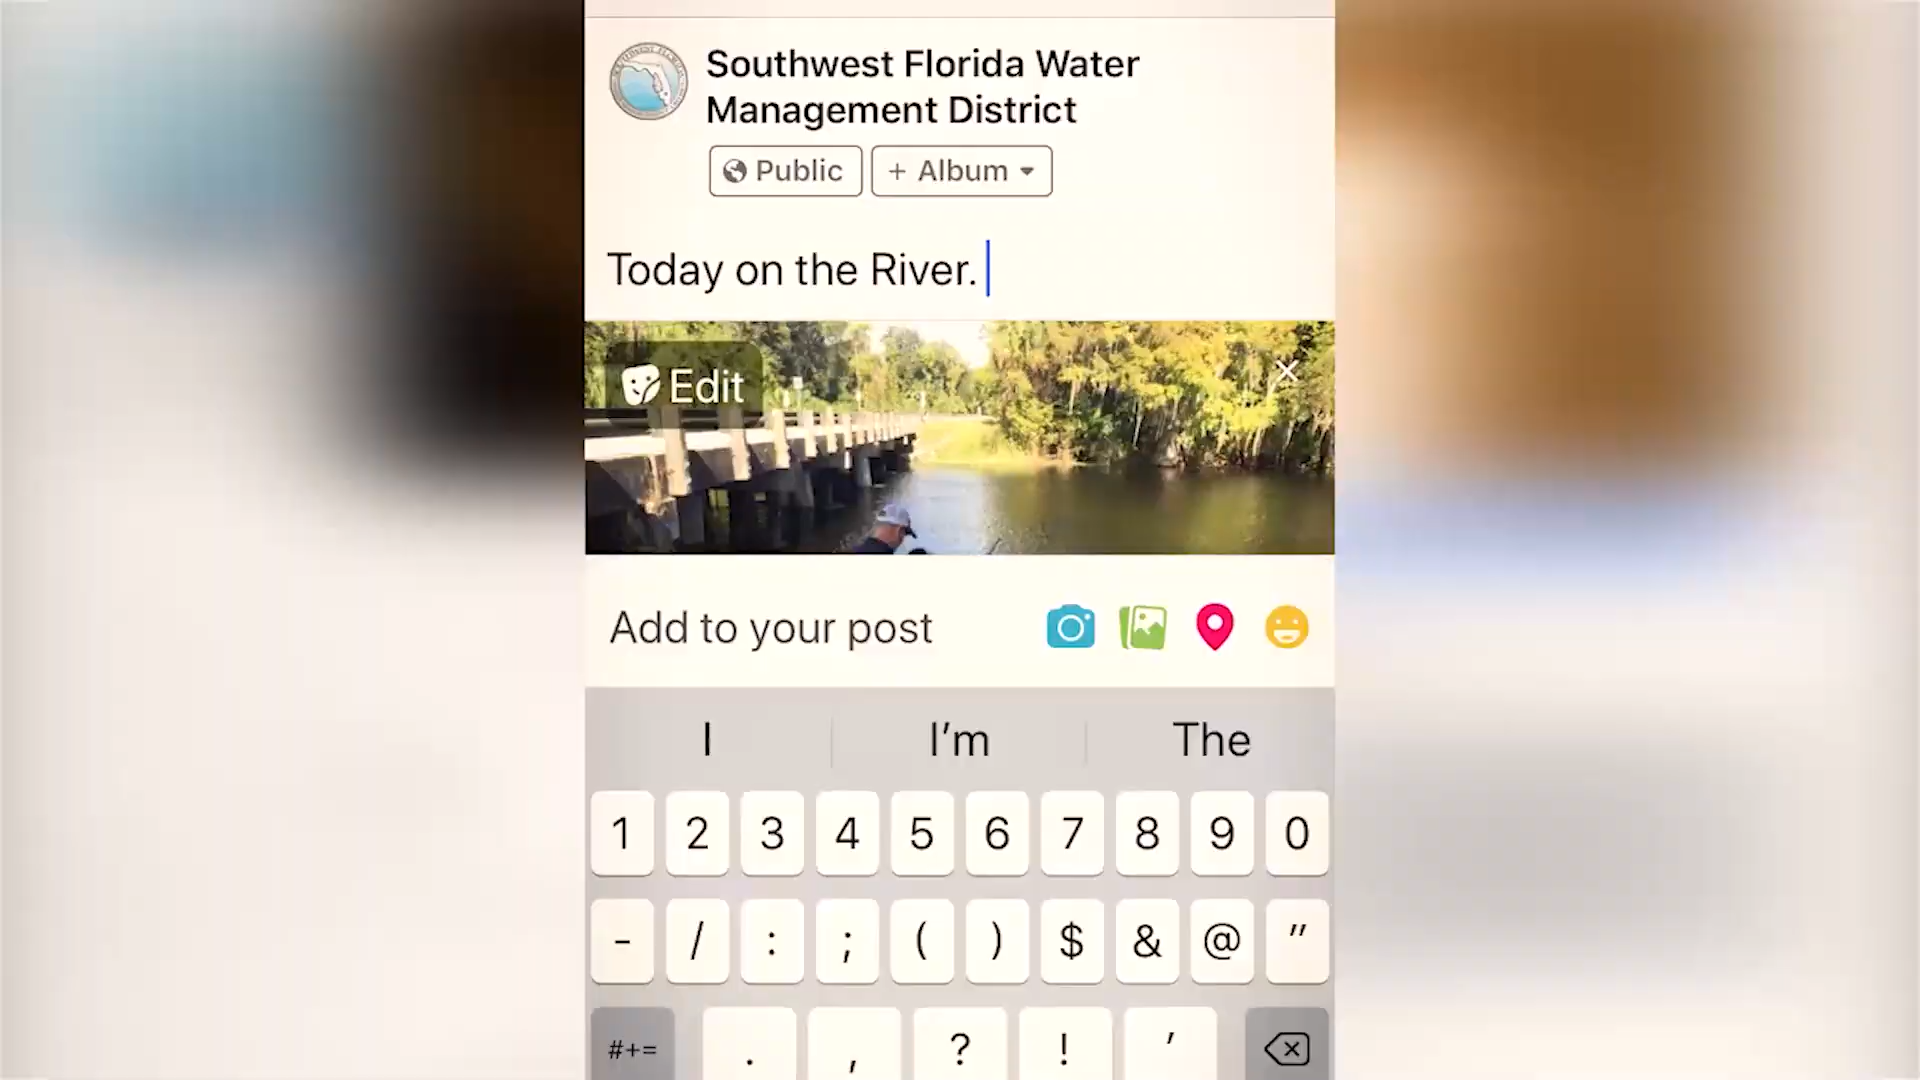 Southwest Florida Water
Management District
Public
+ Album
Today on the River.
Edit
Add to your post
I
I’m
The
1 2 3 4 5 6 7 8 9 0
- / : ; ( ) $ & @ "
#+= . , ? ! ’